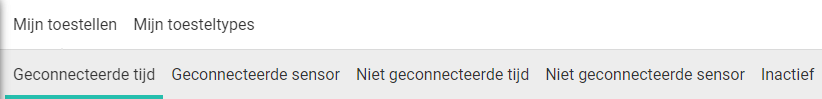 Mijn toestellen Mijn toesteltypes
Geconnecteerde tijd Geconnecteerde sensor Niet geconnecteerde tijd Niet geconnecteerde sensor Inactief